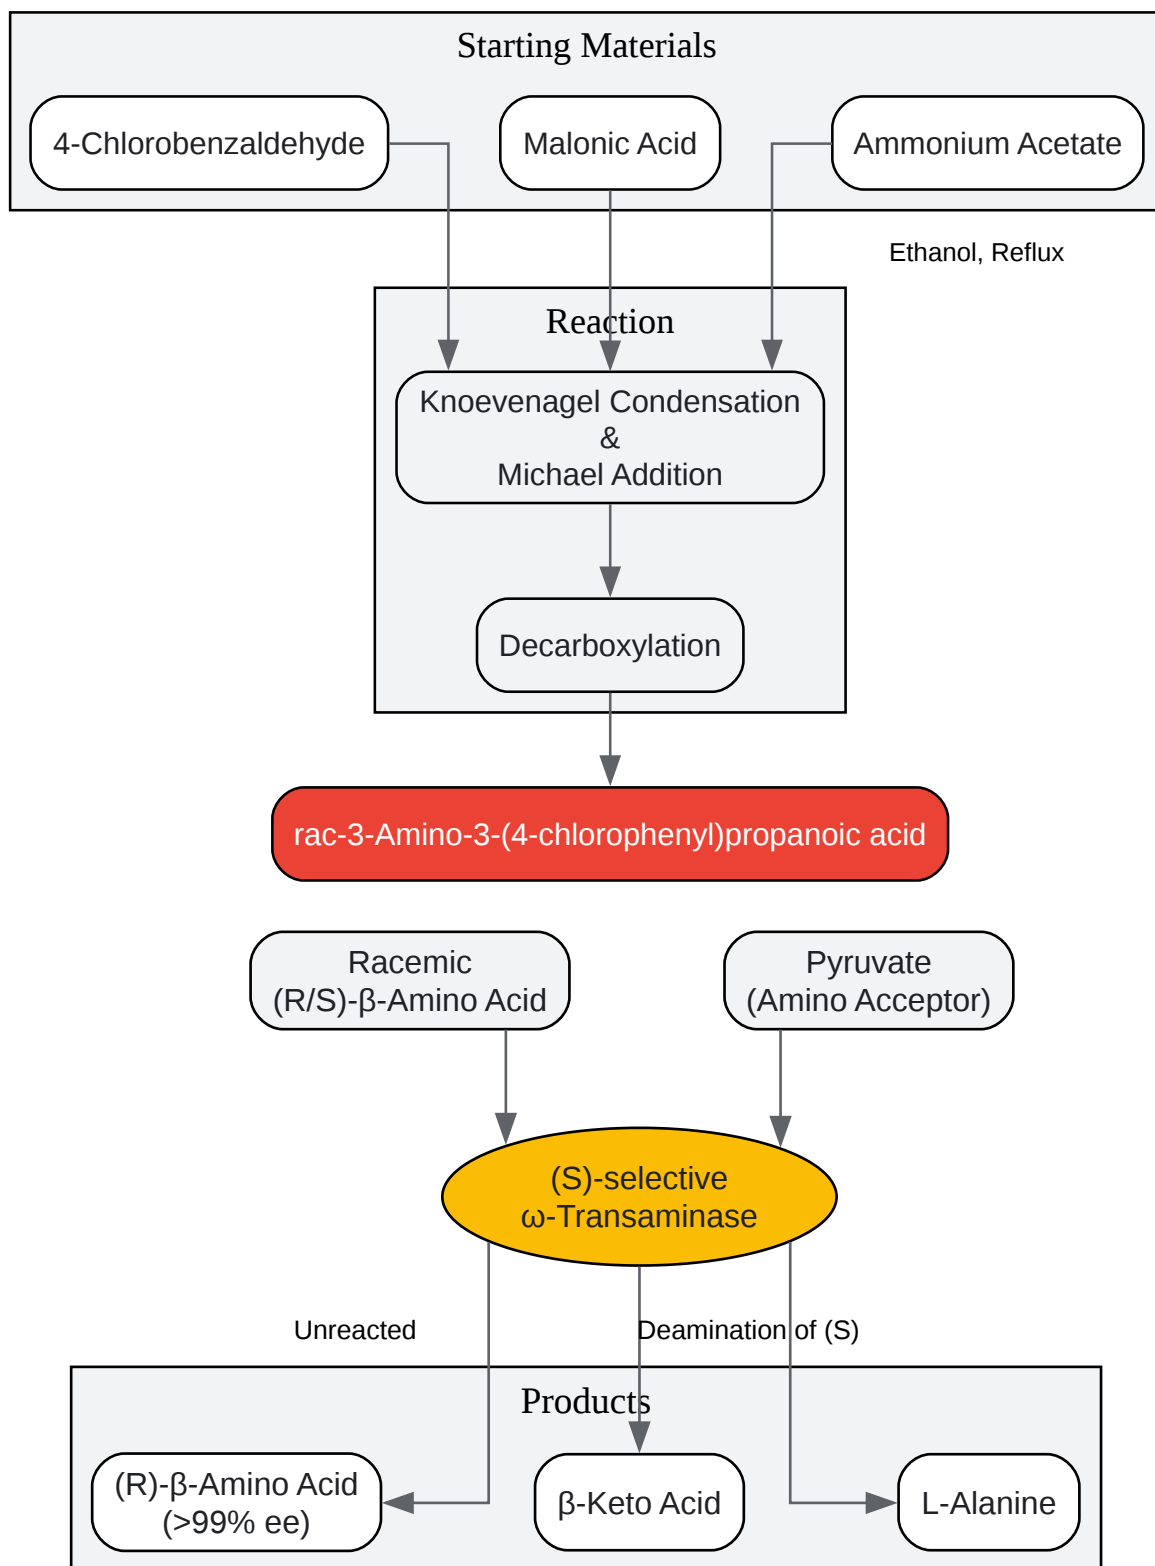 Starting Materials
4-Chlorobenzaldehyde
Malonic Acid
Ammonium Acetate
Ethanol, Reflux
Reaction
Knoevenagel Condensation
&
Michael Addition
Decarboxylation
rac-3-Amino-3-(4-chlorophenyl)propanoic acid
Racemic
(R/S)-β-Amino Acid
Pyruvate
(Amino Acceptor)
(S)-selective
ω-Transaminase
Unreacted
Deamination of (S)
Products
(R)-β-Amino Acid
(>99% ee)
β-Keto Acid
L-Alanine